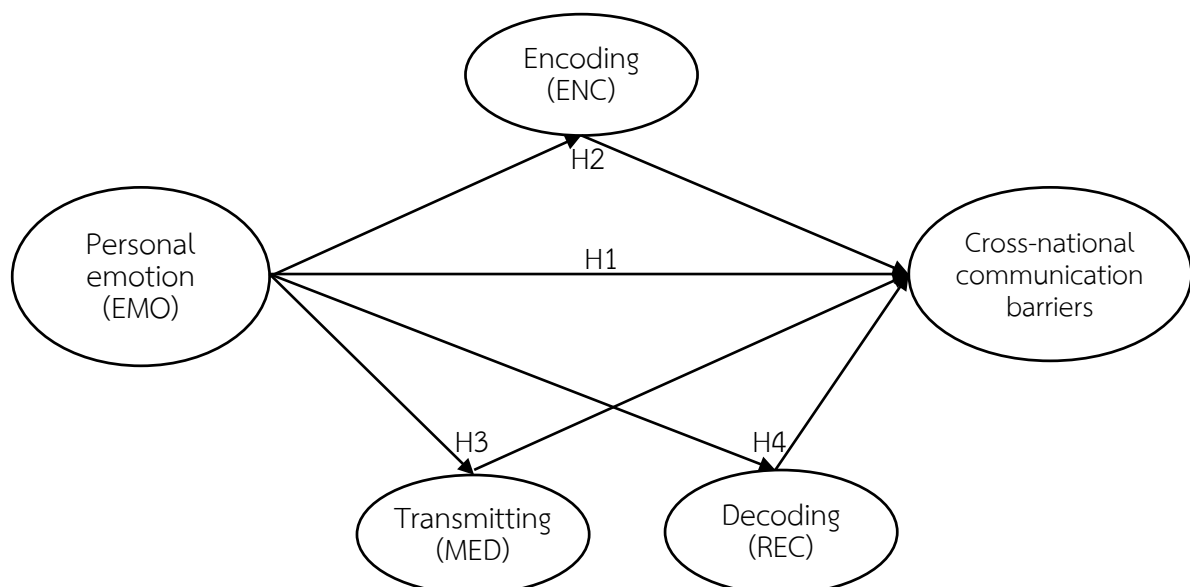 Encoding
(ENC)
H2
Personal
emotion
(EMO)
H1
Cross-national
communication
barriers
H3
H4
Transmitting
(MED)
Decoding
(REC)